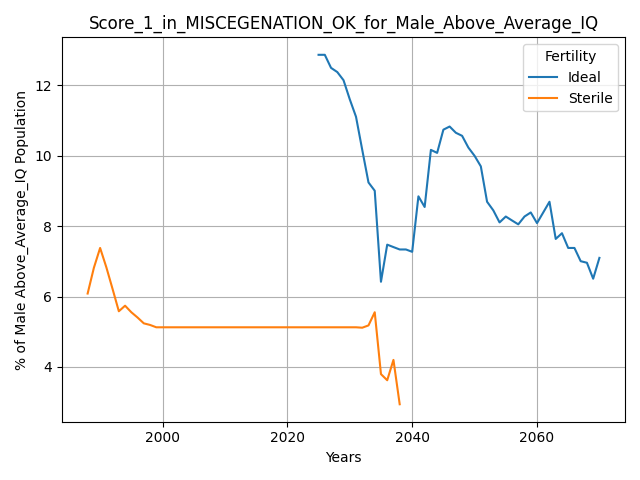 Score_1_in_MISCEGENATION_OK_for_Male_Above_Average_IQ
% of Male Above_Average_IQ Population
12
10
8
6
4
Fertility
Ideal
Sterile
2000 2020 2040 2060
Years